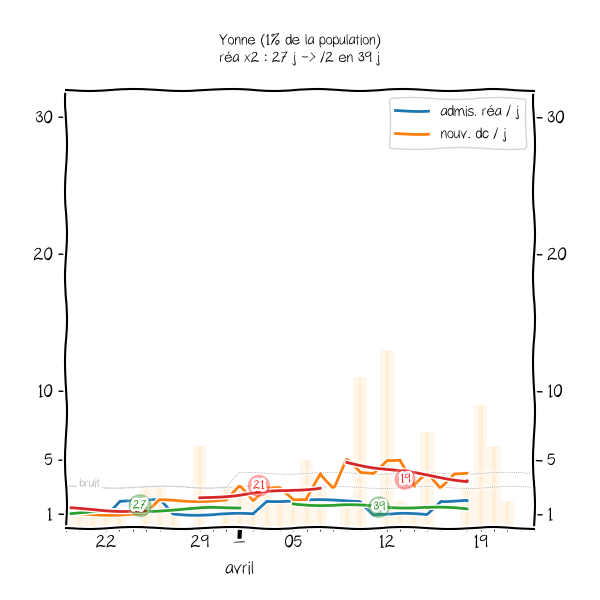 Yonne (1% de la population)
réa x2 : 27 j -> /2 en 39 j
admis. réa / j
nouv. dc / j
30 30
20 20
10 10
5 5
1 1
bruit
27
21
19
39
22 29 1 05 12 19
avril